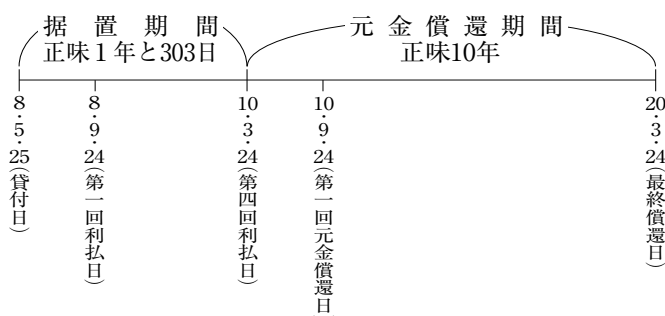 据置期間
正味1年と303日
元金償還期間
正味10年
8・5・25(貸付日)
8・9・24(第一回利払日)
10・3・24(第四回利払日)
10・9・24(第一回元金償還日
20・3・24(最終償還日)